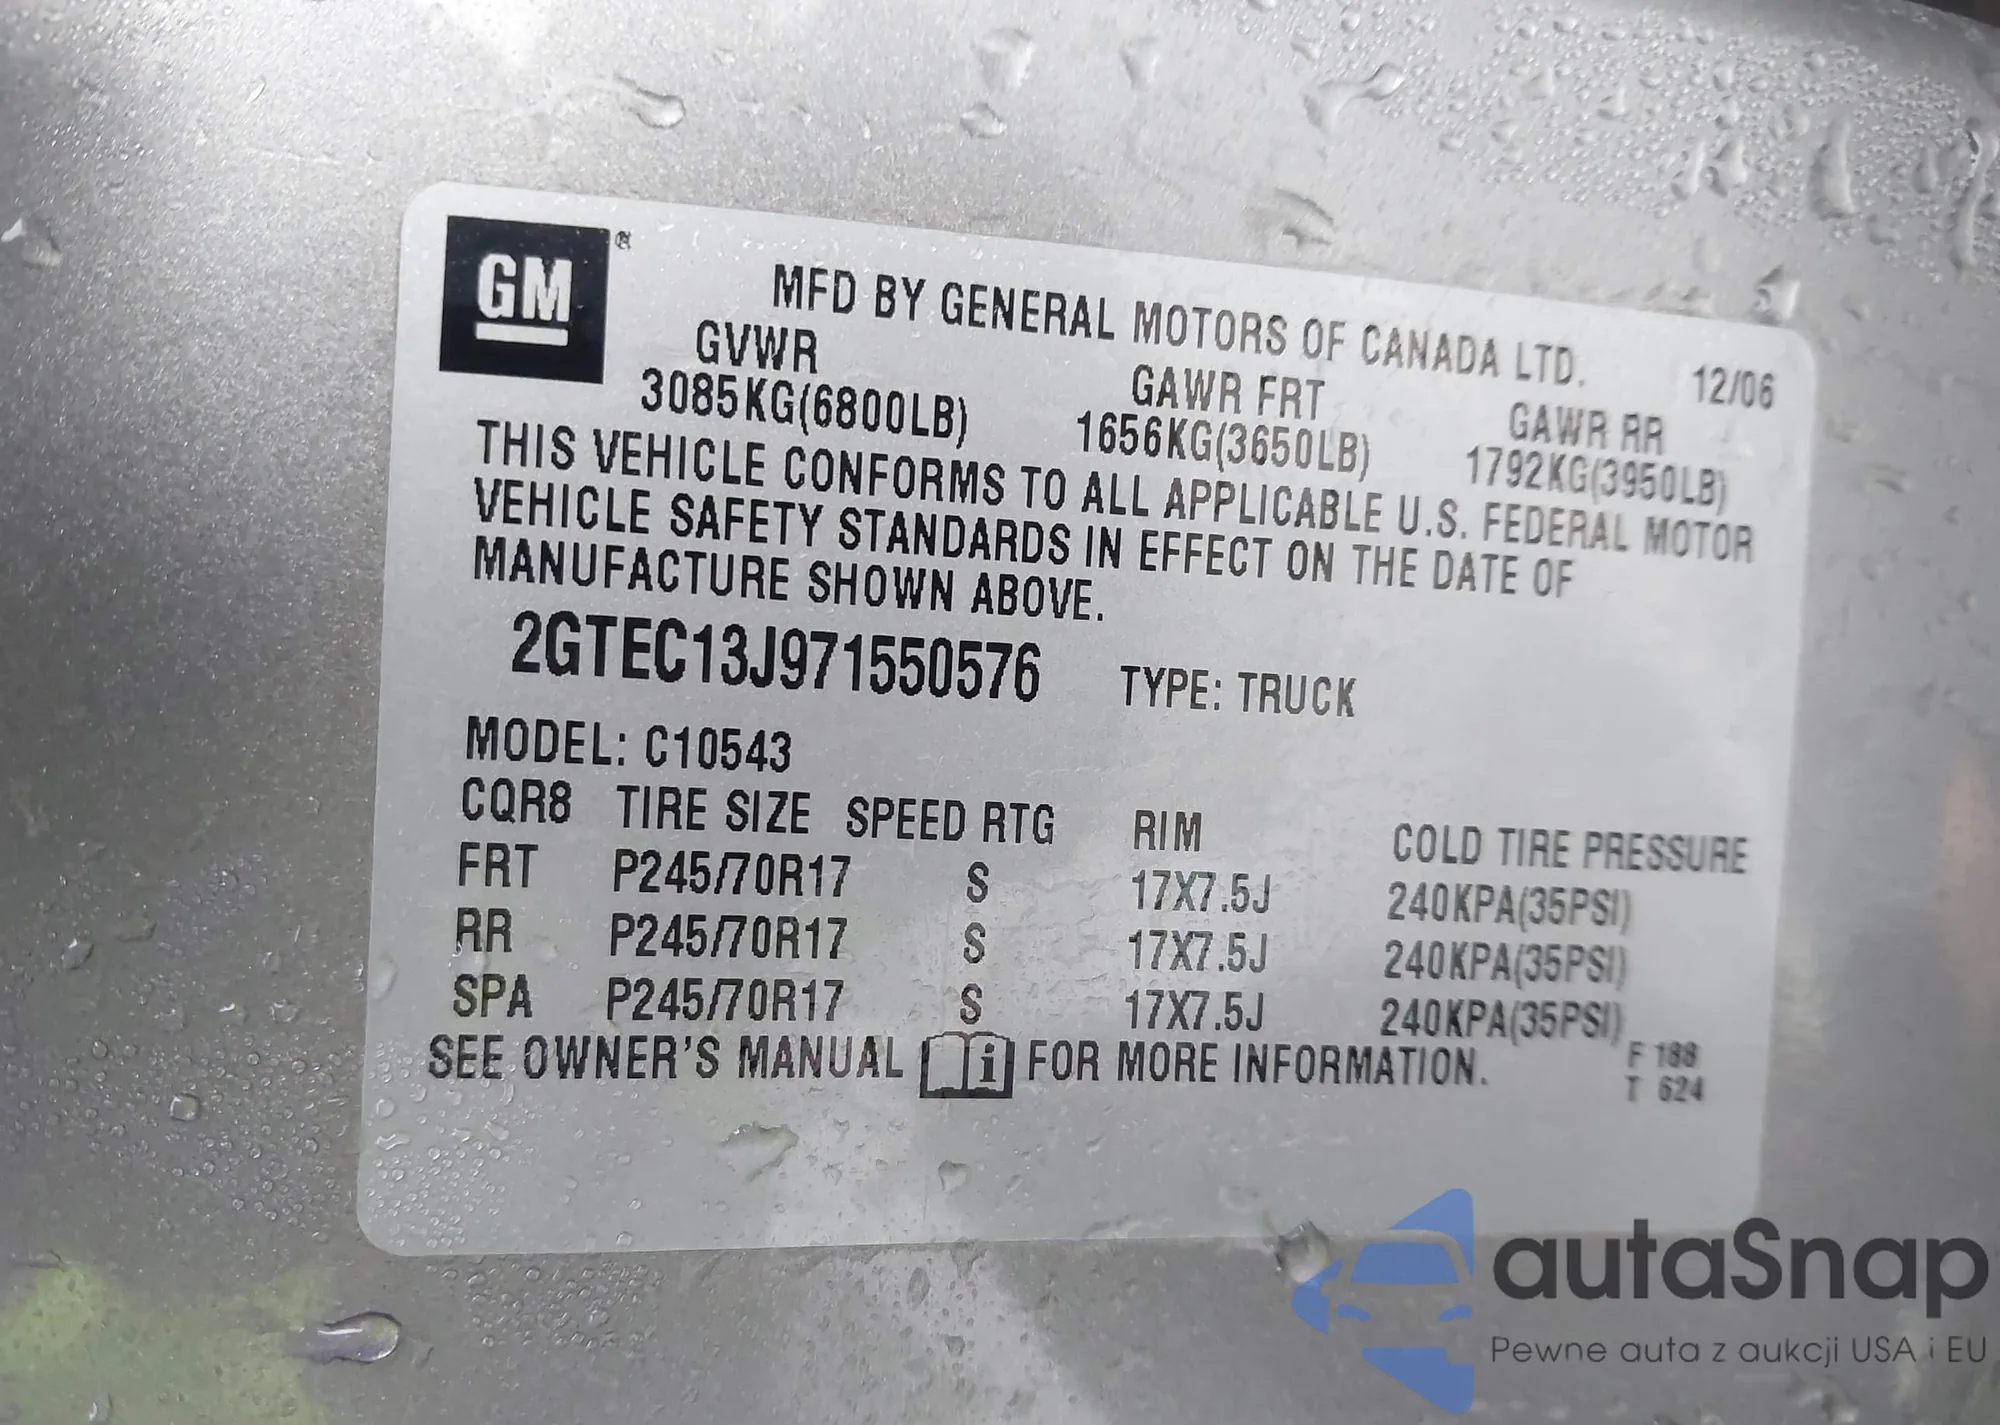 GM®
MFD BY GENERAL MOTORS OF CANADA LTD. 12/06
GVWR GAWR FRT GAWR RR
3085KG(6800LB) 1656KG(3650LB) 1792KG(3950LB)
THIS VEHICLE CONFORMS TO ALL APPLICABLE U.S. FEDERAL MOTOR
VEHICLE SAFETY STANDARDS IN EFFECT ON THE DATE OF
MANUFACTURE SHOWN ABOVE.
2GTEC13J971550576 TYPE: TRUCK
MODEL: C10543
CQR8 TIRE SIZE SPEED RTG RIM COLD TIRE PRESSURE
FRT P245/70R17 S 17X7.5J 240KPA(35PSI)
RR P245/70R17 S 17X7.5J 240KPA(35PSI)
SPA P245/70R17 S 17X7.5J 240KPA(35PSI)
SEE OWNER'S MANUAL i FOR MORE INFORMATION.
F 188
T 624
autaSnap
Pewne auta z aukcji USA i EU